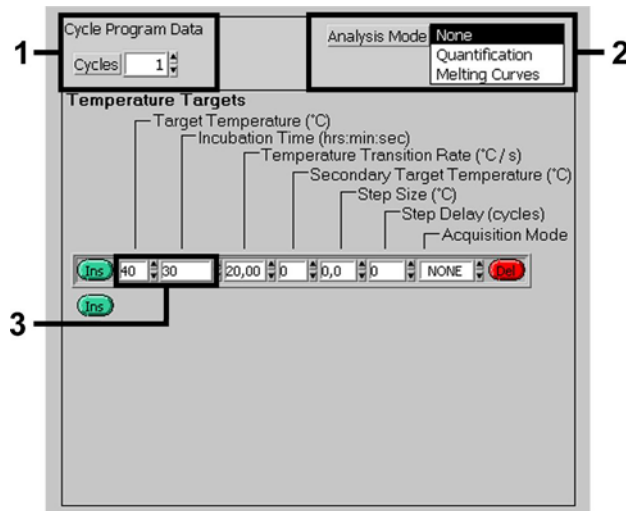 Cycle Program Data
Cycles 1
Analysis Mode None
Quantification
Melting Curves
1
2
Temperature Targets
Target Temperature (°C)
Incubation Time (hrs:min:sec)
Temperature Transition Rate (°C / s)
Secondary Target Temperature (°C)
Step Size (°C)
Step Delay (cycles)
Acquisition Mode
Ins 40 30 20,00 0 0,0 0 NONE Del
Ins
3